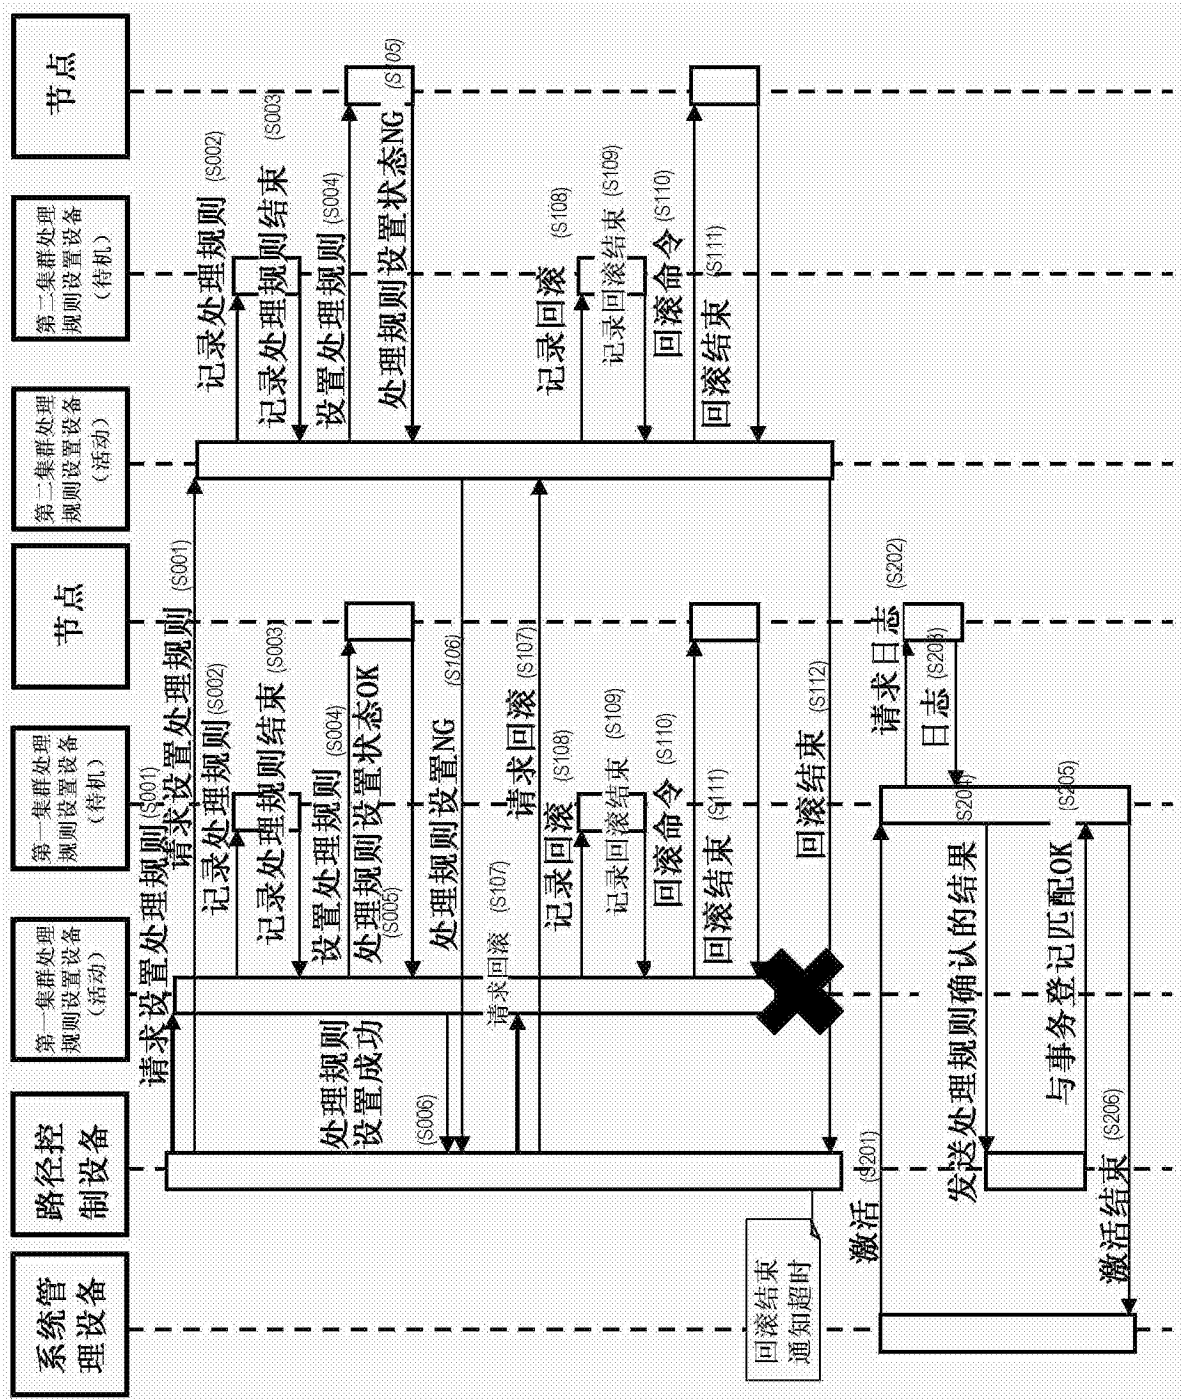 系统管
理设备
路径控
制设备
第一集群处理
规则设置设备
（活动）
第一集群处理
规则设置设备
（待机）
节点
第二集群处理
规则设置设备
（活动）
第二集群处理
规则设置设备
（待机）
节点
请求设置处理规则(S001)
请求设置处理规则 (S001)
记录处理规则(S002)
记录处理规则 (S002)
记录处理规则结束 (S003)
记录处理规则结束 (S003)
设置处理规则 (S004)
设置处理规则 (S004)
处理规则设置状态OK
(S005)
处理规则设置状态NG (S105)
处理规则
设置成功
(S006)
处理规则设置NG (S106)
请求回滚 (S107)
请求回滚 (S107)
记录回滚 (S108)
记录回滚 (S108)
记录回滚结束 (S109)
记录回滚结束 (S109)
回滚命令 (S110)
回滚命令 (S110)
回滚结束 (S111)
回滚结束 (S111)
回滚结束 (S112)
回滚结束
通知超时
激活 (S201)
请求日志 (S202)
日志 (S203)
发送处理规则确认的结果 (S204)
与事务登记匹配OK (S205)
激活结束 (S206)